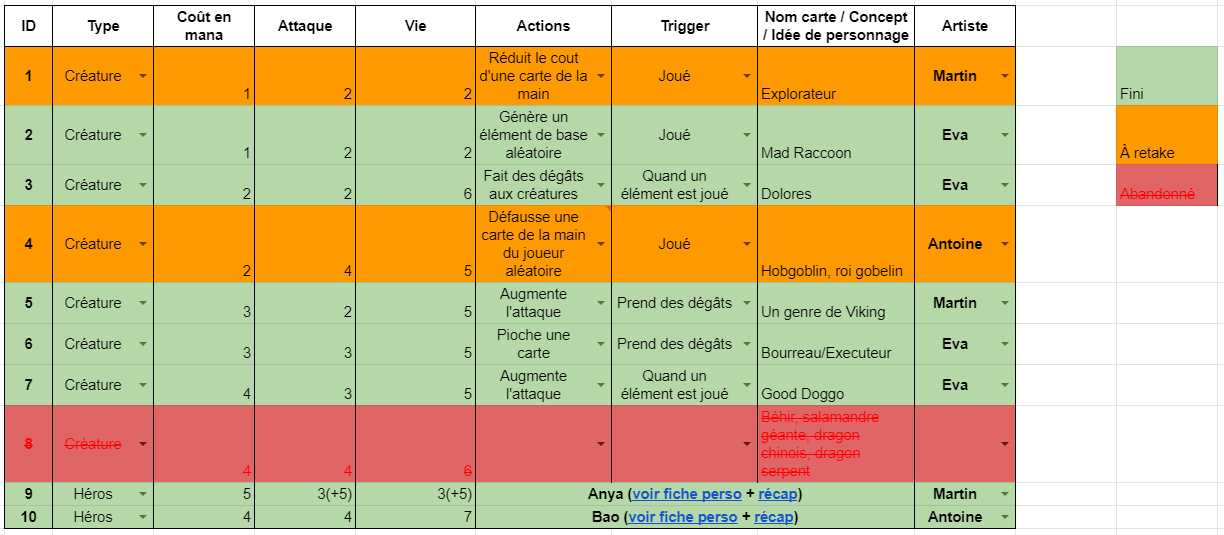 ID Type Coût en mana Attaque Vie Actions Trigger Nom carte / Concept / Idée de personnage Artiste
1 Créature 1 2 2 Réduit le cout d'une carte de la main Joué Explorateur Martin
Fini
2 Créature 1 2 2 Génère un élément de base aléatoire Joué Mad Raccoon Eva
À retake
3 Créature 2 2 6 Fait des dégâts aux créatures Quand un élément est joué Dolores Eva
Abandonné
4 Créature 2 4 5 Défausse une carte de la main du joueur aléatoire Joué Hobgoblin, roi gobelin Antoine
5 Créature 3 2 5 Augmente l'attaque Prend des dégâts Un genre de Viking Martin
6 Créature 3 3 5 Pioche une carte Prend des dégâts Bourreau/Executeur Eva
7 Créature 4 3 5 Augmente l'attaque Quand un élément est joué Good Doggo Eva
8 Créature 4 4 6 Béhir, salamandre géante, dragon chinois, dragon serpent
9 Héros 5 3(+5) 3(+5) Anya (voir fiche perso + récap) Martin
10 Héros 4 4 7 Bao (voir fiche perso + récap) Antoine